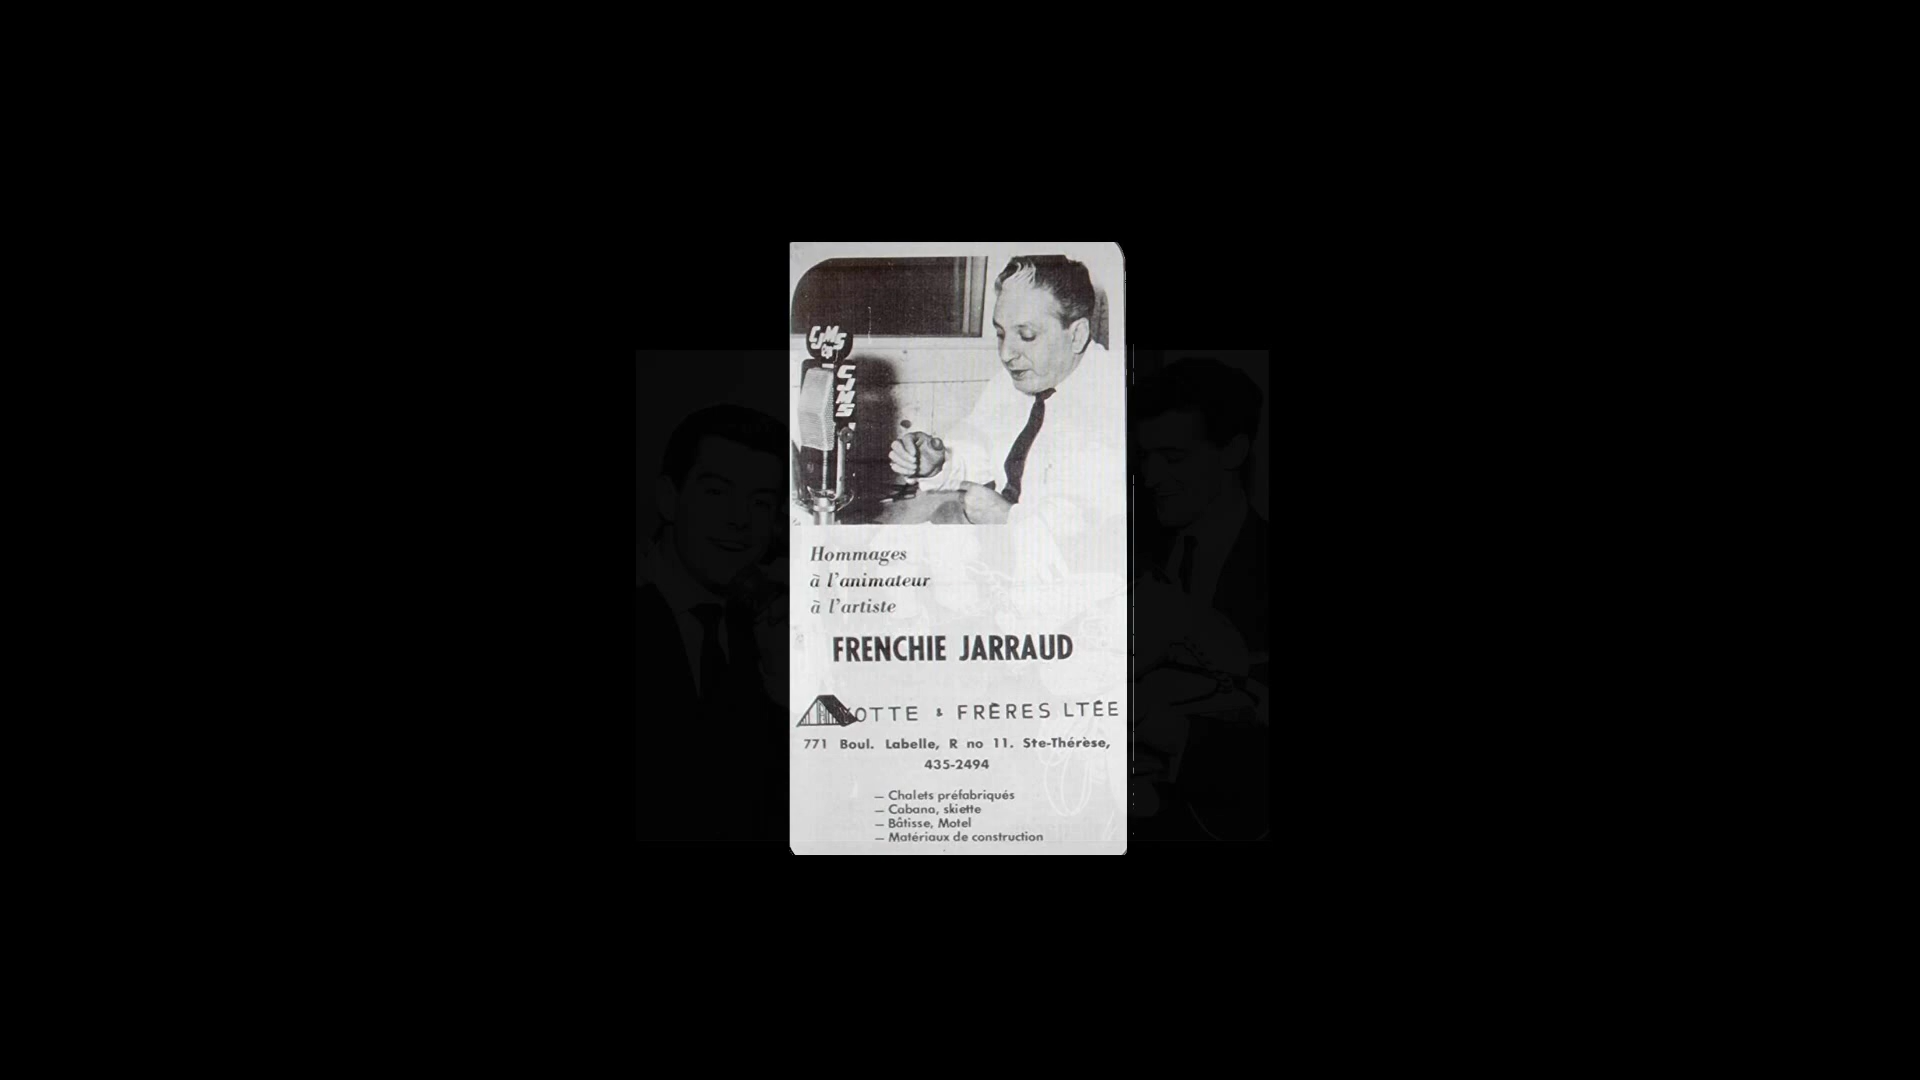 CJMS
CJMS
Hommages
à l'animateur
à l'artiste
FRENCHIE JARRAUD
OTTE & FRÈRES LTÉE
771 Boul. Labelle, R no 11. Ste-Thérèse,
435-2494
— Chalets préfabriqués
— Cabana, skiette
— Bâtisse, Motel
— Matériaux de construction